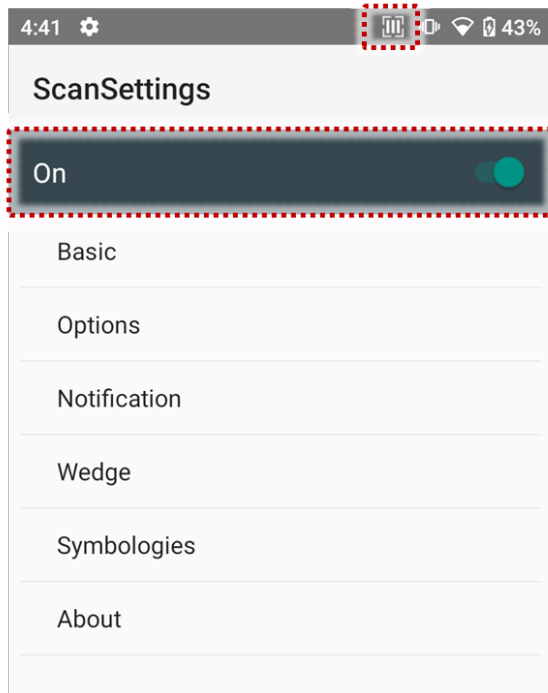 4:41 43%
ScanSettings
On
Basic
Options
Notification
Wedge
Symbologies
About